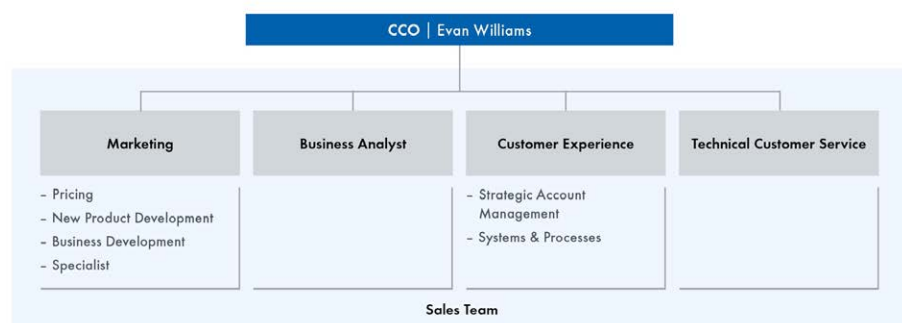 CCO | Evan Williams
Marketing
Business Analyst
Customer Experience
Technical Customer Service
– Pricing
– New Product Development
– Business Development
– Specialist
– Strategic Account
Management
– Systems & Processes
Sales Team